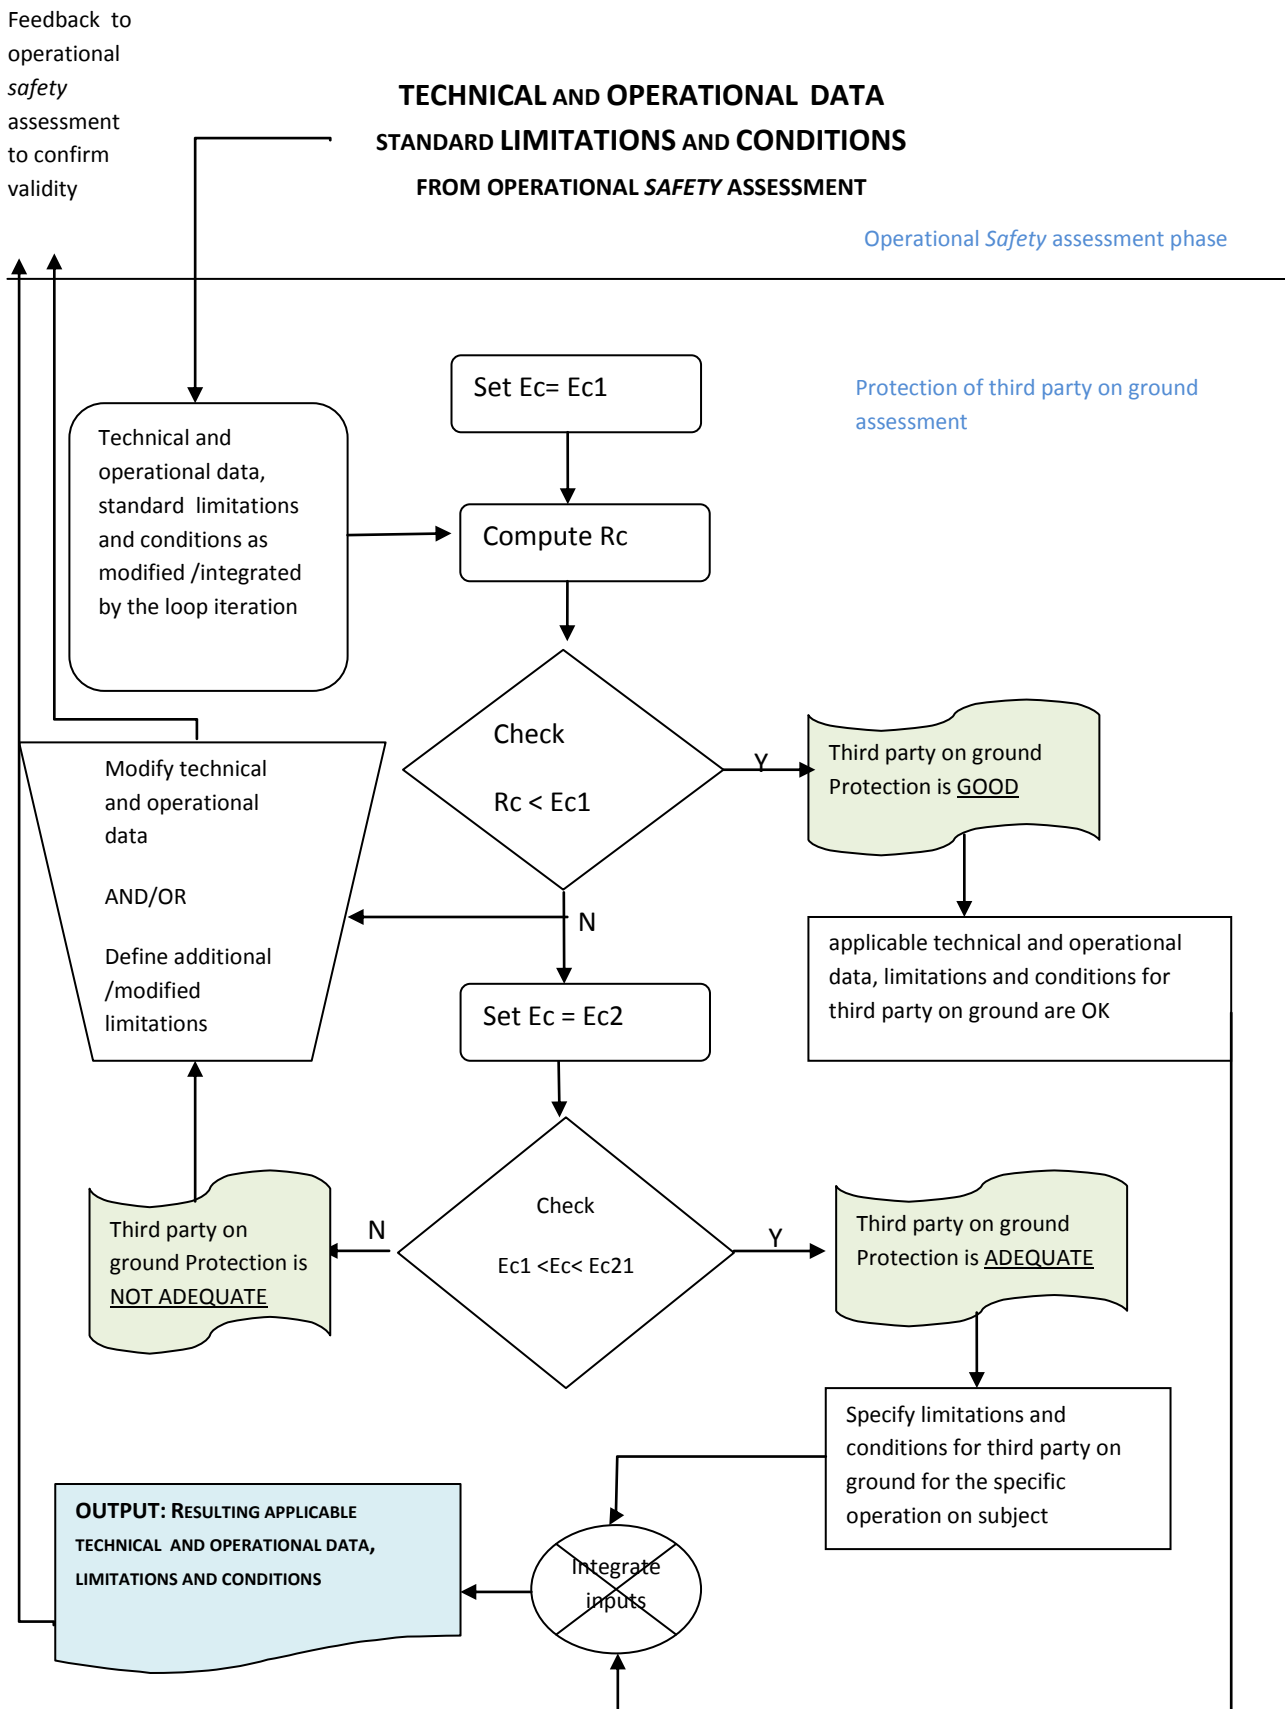 Feedback to
operational
safety
assessment
to confirm
validity
TECHNICAL AND OPERATIONAL DATA
STANDARD LIMITATIONS AND CONDITIONS
FROM OPERATIONAL SAFETY ASSESSMENT
Operational Safety assessment phase
Set Ec= Ec1
Protection of third party on ground
assessment
Technical and
operational data,
standard limitations
and conditions as
modified /integrated
by the loop iteration
Compute Rc
Check
Rc < Ec1
Y
Third party on ground
Protection is GOOD
Modify technical
and operational
data
AND/OR
Define additional
/modified
limitations
N
applicable technical and operational
data, limitations and conditions for
third party on ground are OK
Set Ec = Ec2
Check
Ec1 <Ec< Ec21
N
Y
Third party on
ground Protection is
NOT ADEQUATE
Third party on ground
Protection is ADEQUATE
Specify limitations and
conditions for third party on
ground for the specific
operation on subject
OUTPUT: RESULTING APPLICABLE
TECHNICAL AND OPERATIONAL DATA,
LIMITATIONS AND CONDITIONS
Integrate
inputs